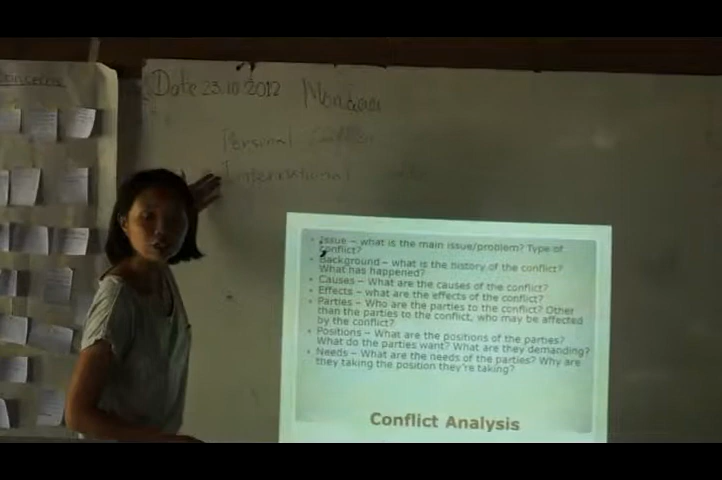 Concerns
Date 23.10.2012 Monday
Personal Conflict
International
• Issue – what is the main issue/problem? Type of
conflict?
• Background – what is the history of the conflict?
What has happened?
• Causes – What are the causes of the conflict?
• Effects – what are the effects of the conflict?
• Parties – Who are the parties to the conflict? Other
than the parties to the conflict, who may be affected
by the conflict?
• Positions – What are the positions of the parties?
What do the parties want? What are they demanding?
• Needs – What are the needs of the parties? Why are
they taking the position they're taking?
Conflict Analysis